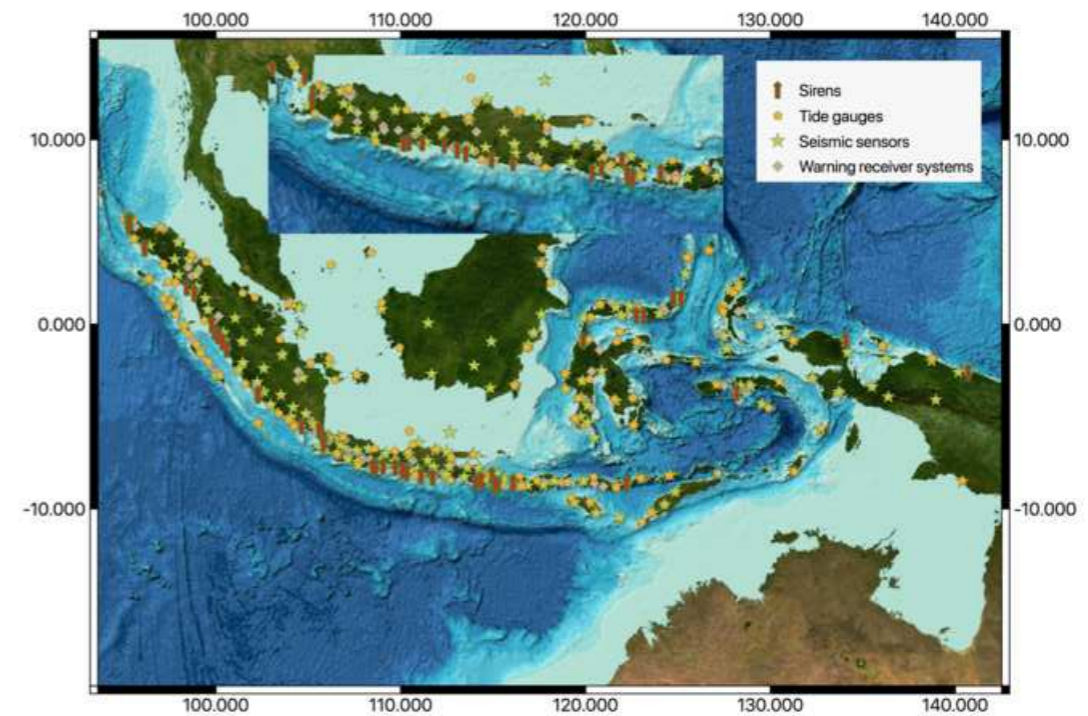 100.000 110.000 120.000 130.000 140.000
Sirens
Tide gauges
Seismic sensors
Warning receiver systems
10.000 10.000
0.000 0.000
-10.000 -10.000
100.000 110.000 120.000 130.000 140.000